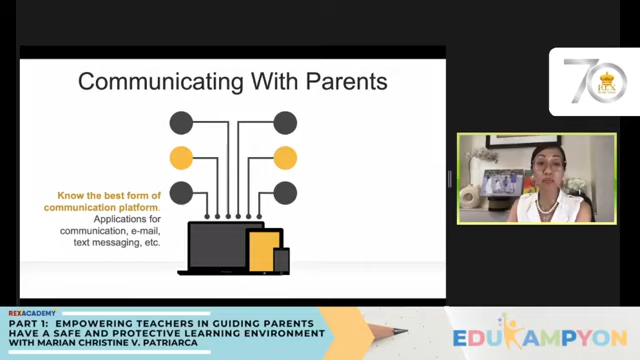 Communicating With Parents
70
REX
Know the best form of
communication platform.
Applications for
communication, e-mail,
text messaging, etc.
REXACADEMY
PART 1: EMPOWERING TEACHERS IN GUIDING PARENTS
HAVE A SAFE AND PROTECTIVE LEARNING ENVIRONMENT
WITH MARIAN CHRISTINE V. PATRIARCA
EDUKAMPYON